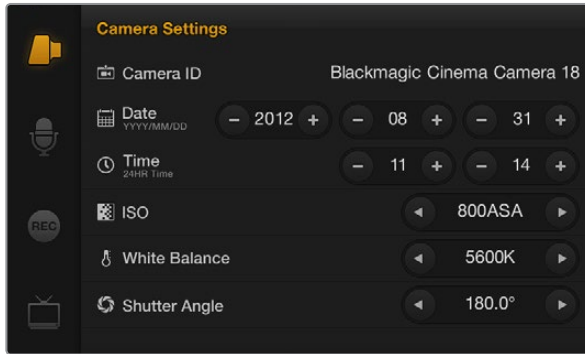 Camera Settings
Camera ID Blackmagic Cinema Camera 18
Date - 2012 + - 08 + - 31 +
YYYY/MM/DD
Time - 11 + - 14 +
24HR Time
REC
ISO 800ASA
White Balance 5600K
Shutter Angle 180.0°